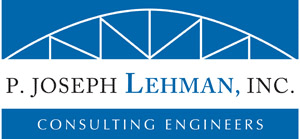 P. JOSEPH LEHMAN, INC.
CONSULTING ENGINEERS